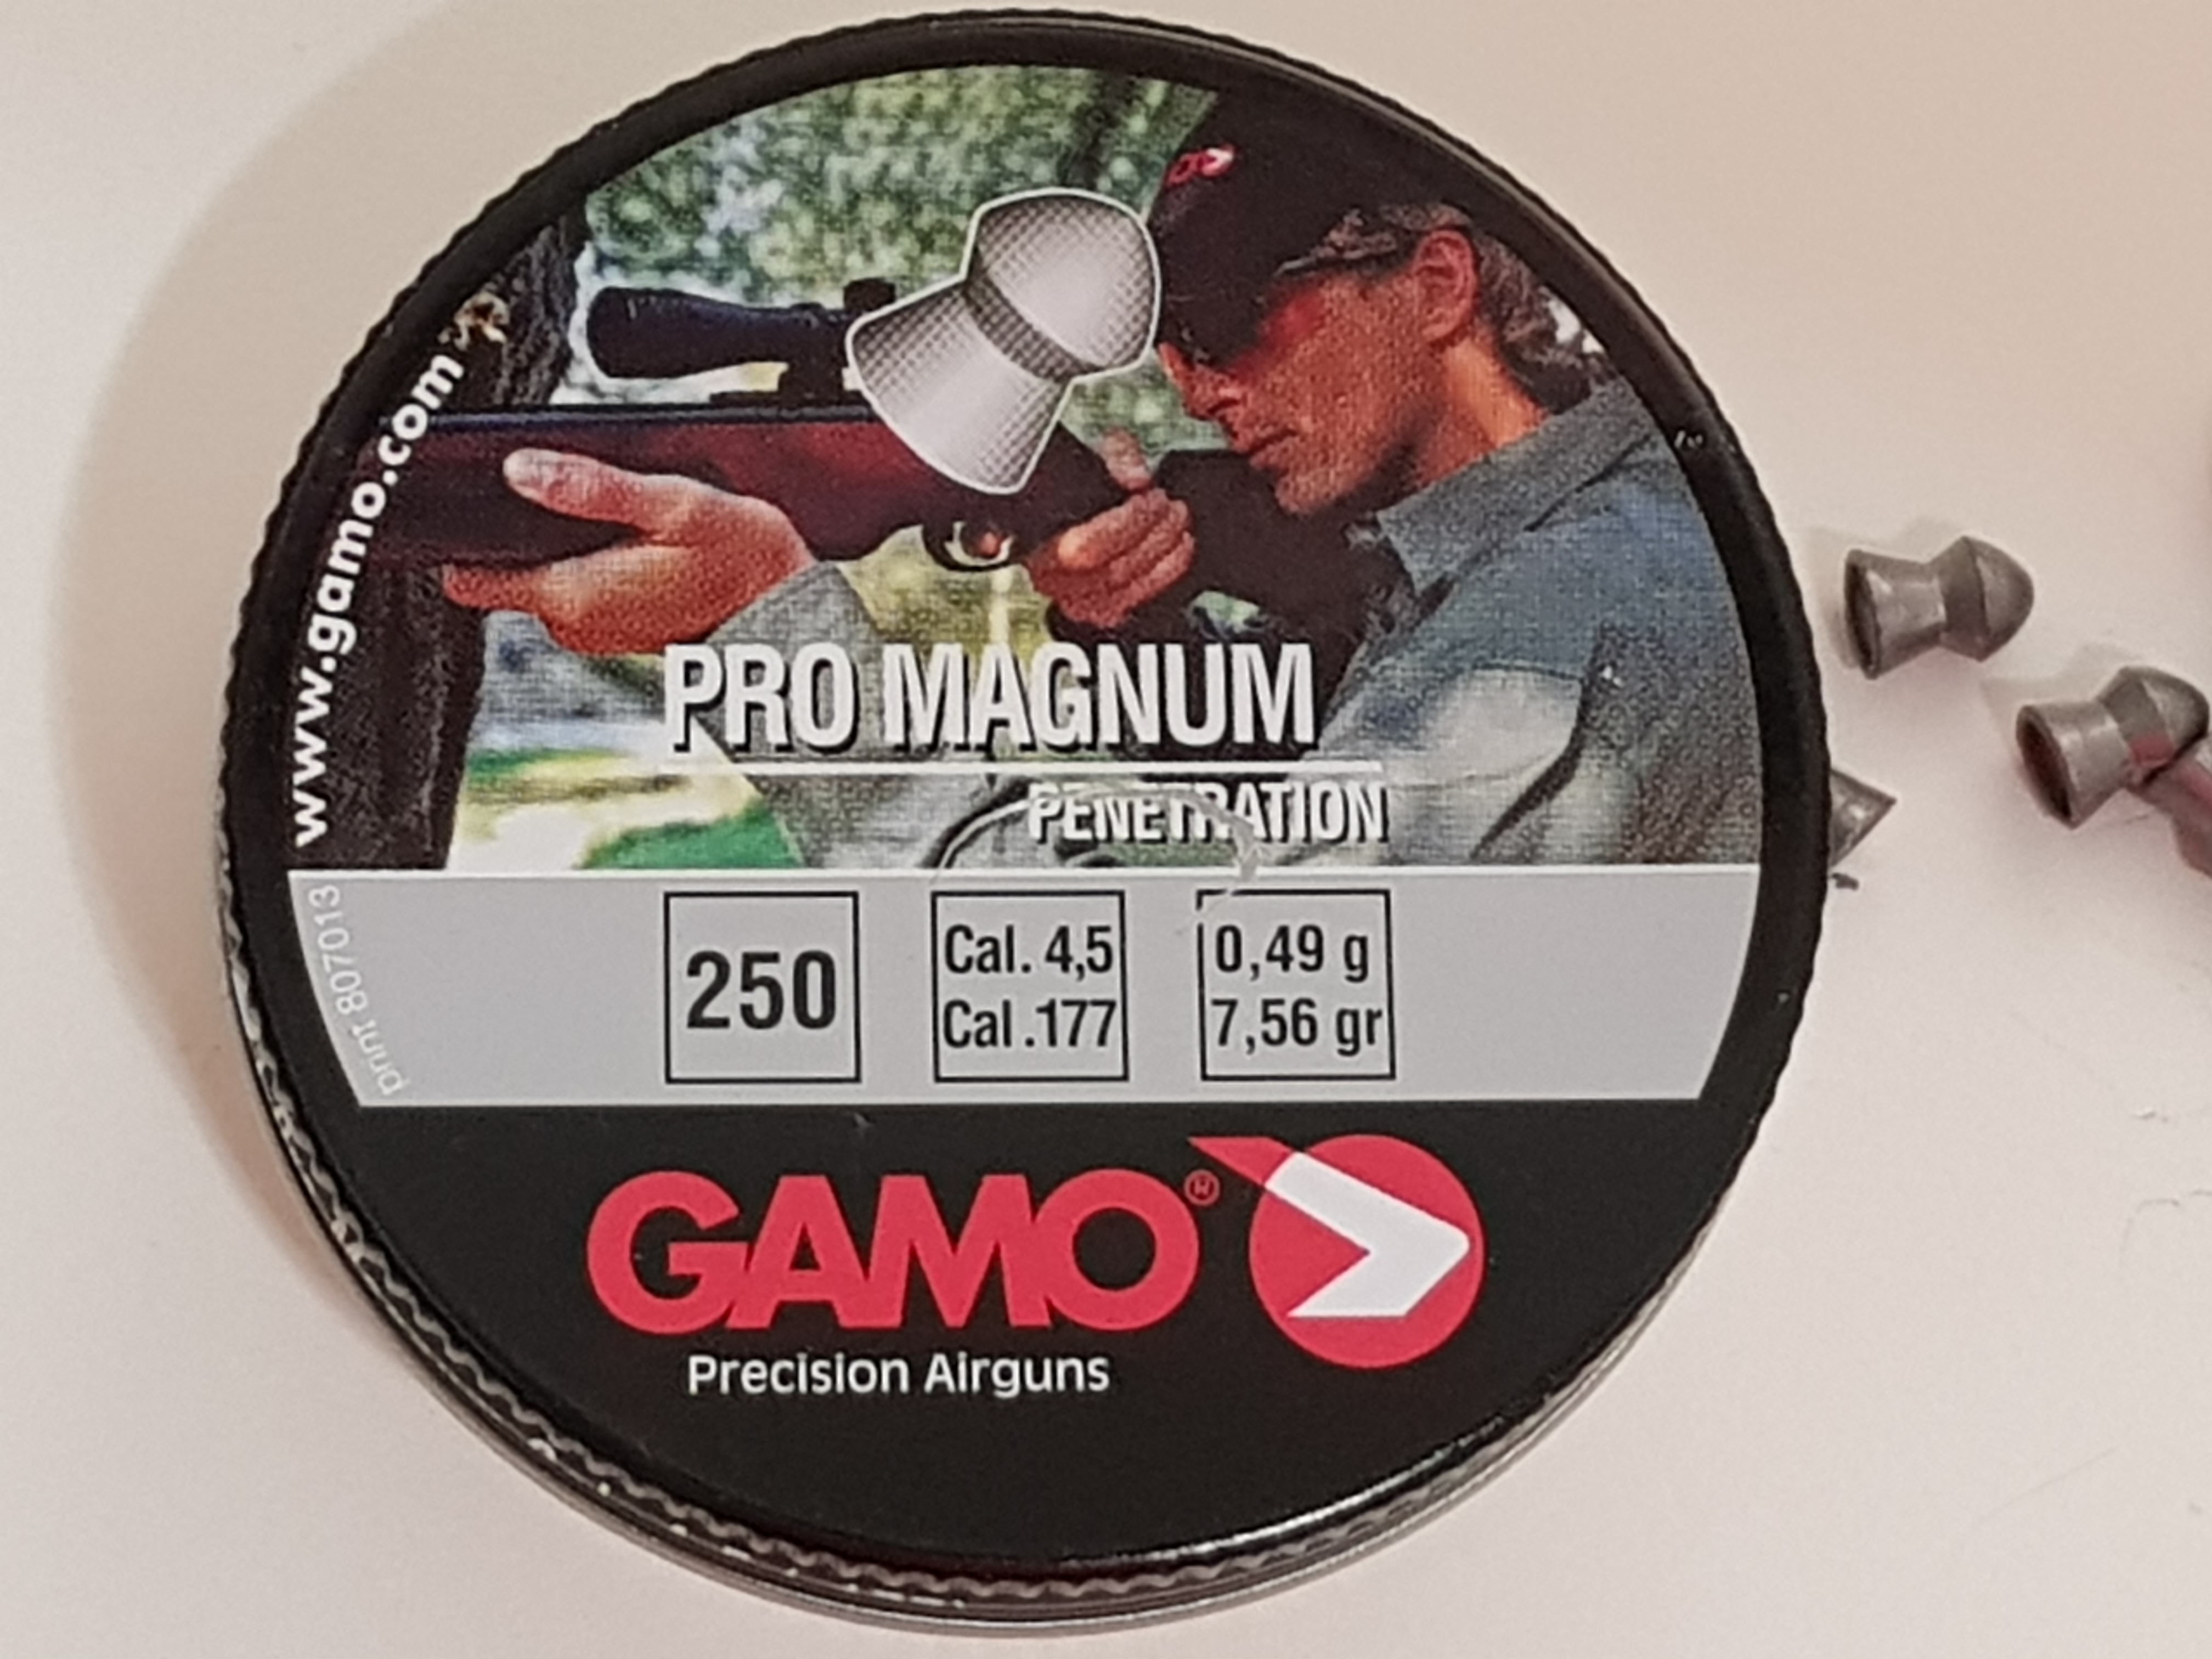 www.gamo.com
PRO MAGNUM
PENETRATION
print 807013
250
Cal. 4,5
Cal .177
0,49 g
7,56 gr
GAMO®
Precision Airguns